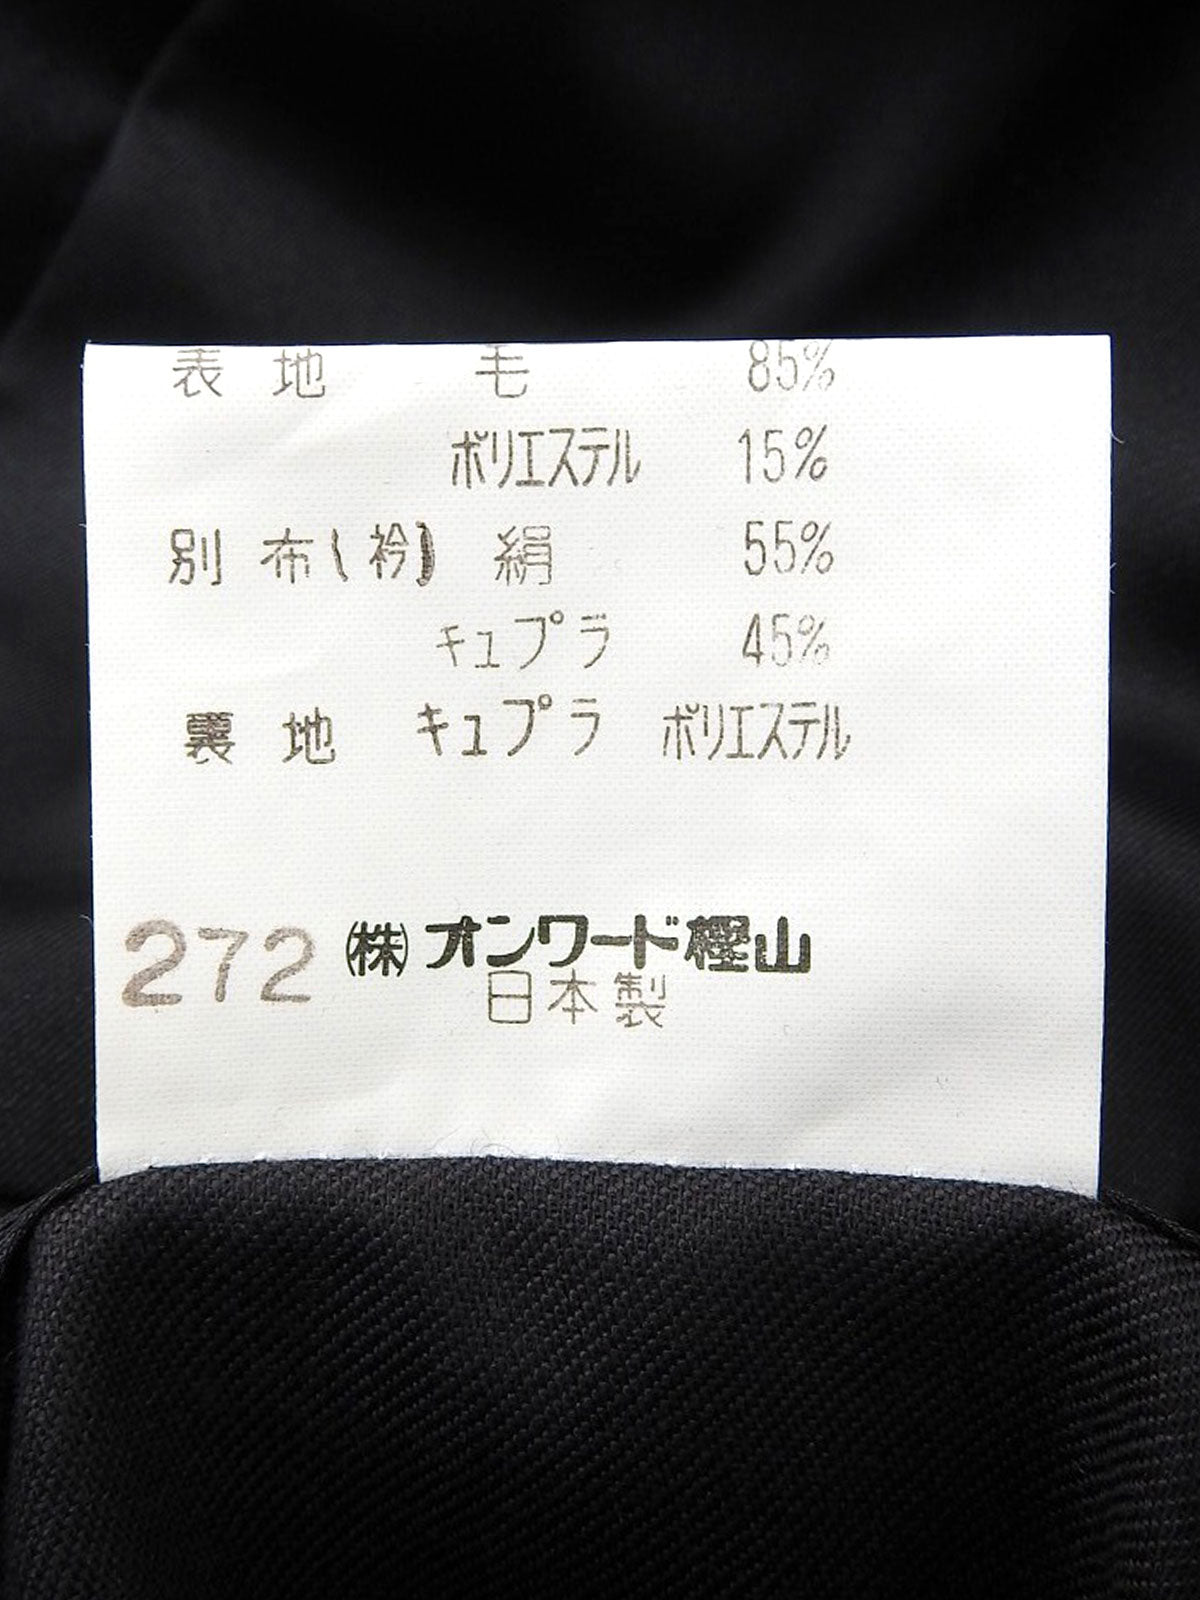 表地 毛 85%
ポリエステル 15%
別布(衿) 絹 55%
キュプラ 45%
裏地 キュプラ ポリエステル
272 ㈱オンワード樫山
日本製